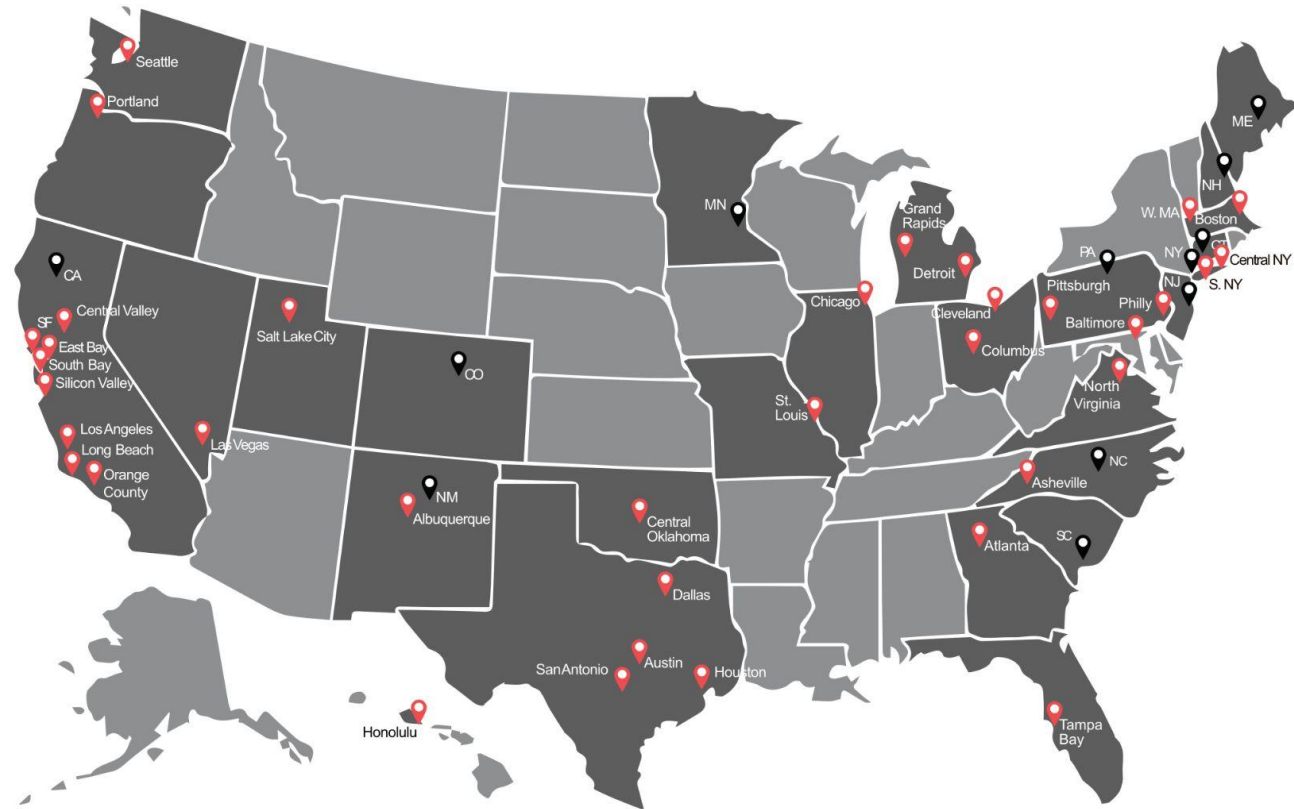 Seattle
Portland
ME
NH
MN
Grand
Rapids
W. MA
Boston
CT
PA
NY
Central NY
CA
Detroit
S. NY
Pittsburgh
NJ
Chicago
Cleveland
Philly
Central Valley
Baltimore
SF
Salt Lake City
East Bay
Columbus
South Bay
CO
North
Virginia
Silicon Valley
St.
Louis
Los Angeles
Las Vegas
Long Beach
NC
Orange
County
Asheville
NM
Albuquerque
Central
Oklahoma
SC
Atlanta
Dallas
Austin
San Antonio
Houston
Honolulu
Tampa
Bay